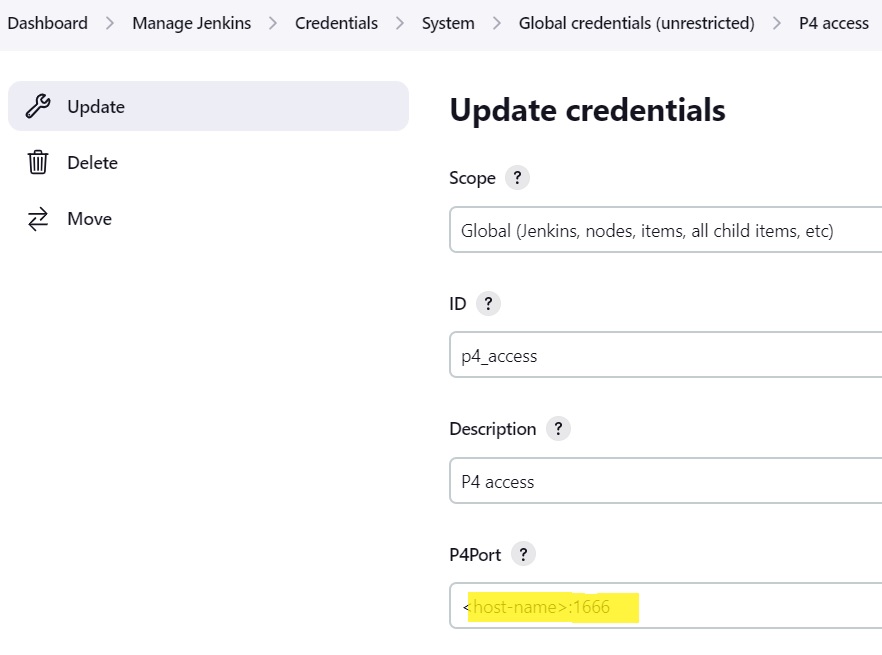 Dashboard > Manage Jenkins > Credentials > System > Global credentials (unrestricted) > P4 access
Update
Delete
Move
Update credentials
Scope ?
Global (Jenkins, nodes, items, all child items, etc)
ID ?
p4_access
Description ?
P4 access
P4Port ?
<host-name>:1666